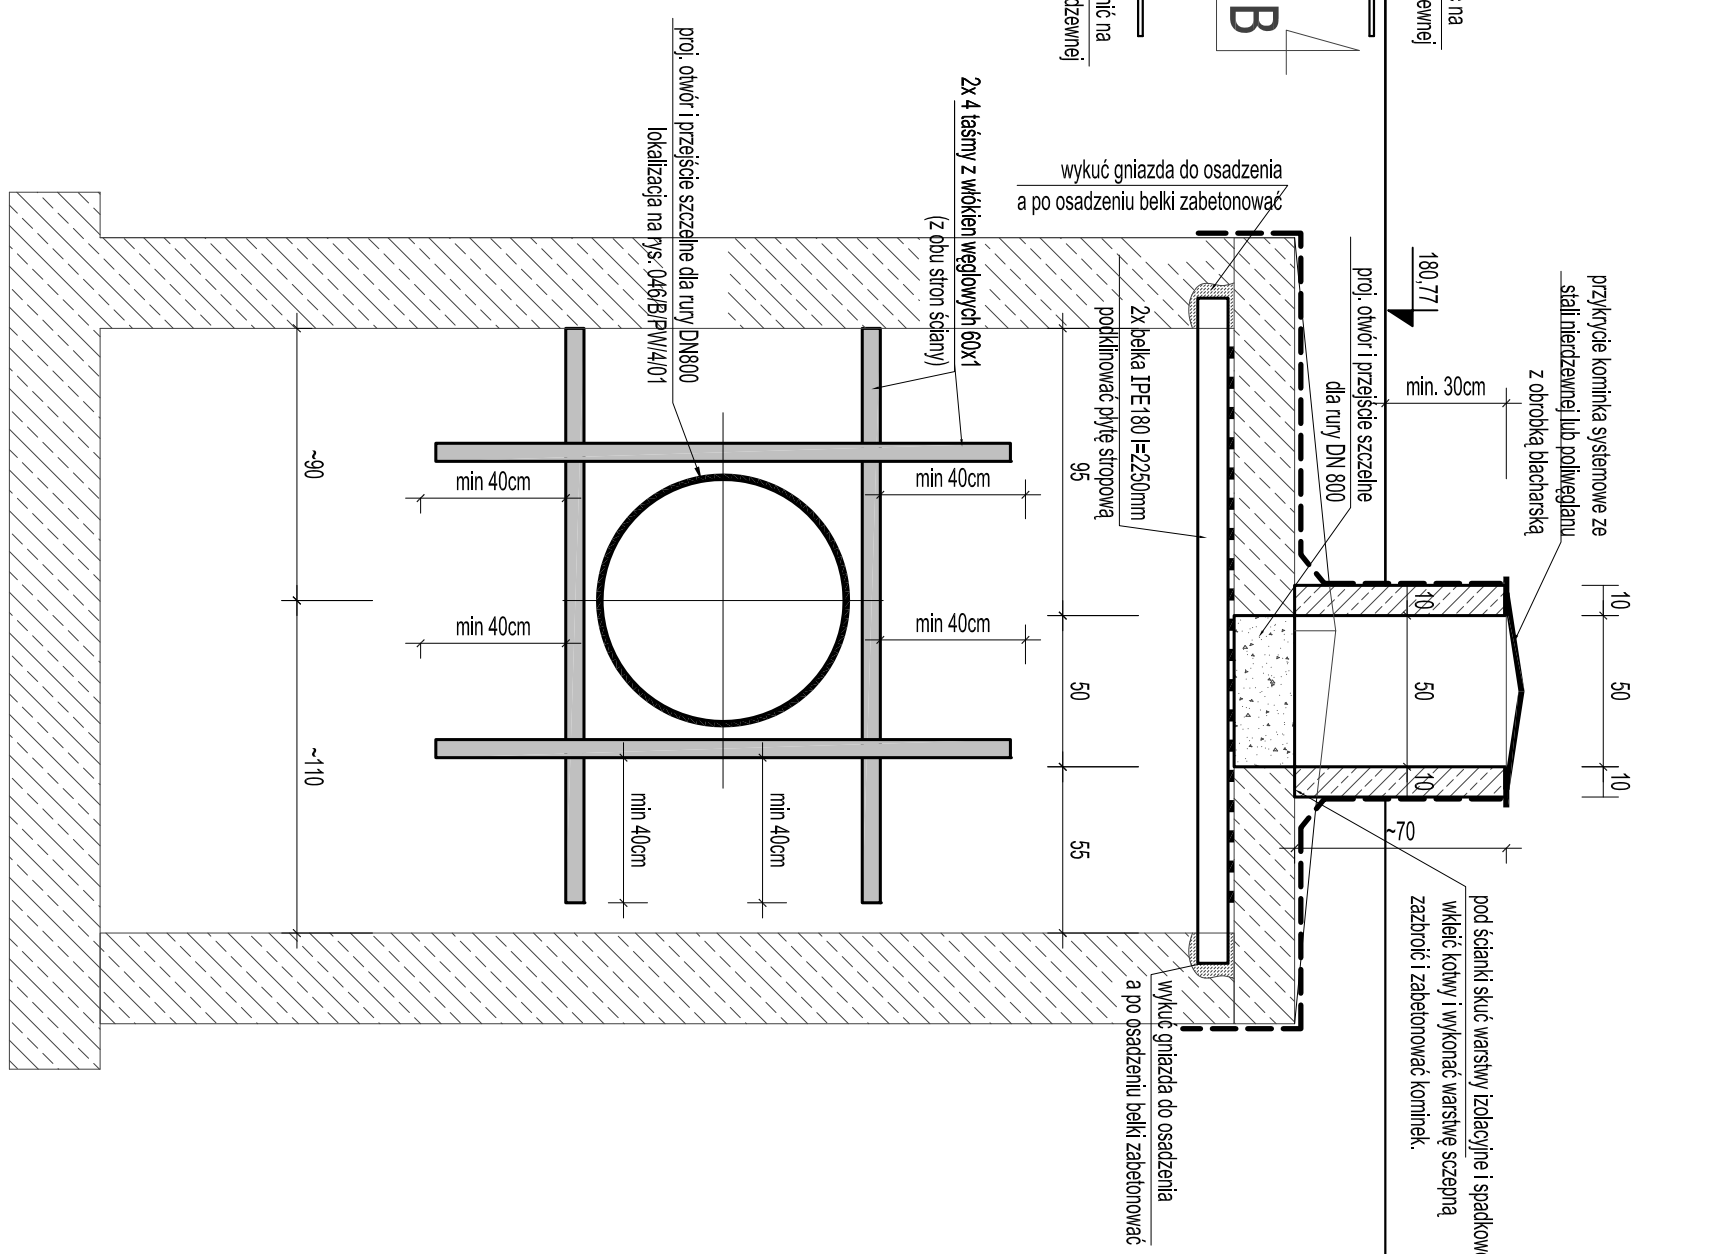 przykrycie kominka systemowe ze
stali nierdzewnej lub poliwęglanu
z obróbką blacharską
10
50
10
min. 30cm
180,77
10
50
10
~70
proj. otwór i przejście szczelne
dla rury DN 800
pod ścianki skuć warstwy izolacyjne i spadkow
wkleić kotwy i wykonać warstwę sczepną
zazbroić i zabetonować kominek.
na
ewnej
B
nić na
dzewnej
wykuć gniazda do osadzenia
a po osadzeniu belki zabetonować
2x belka IPE180 l=2250mm
podklinować płytę stropową
wykuć gniazda do osadzenia
a po osadzeniu belki zabetonować
95
50
55
2x 4 taśmy z włókien węglowych 60x1
(z obu stron ściany)
min 40cm
min 40cm
min 40cm
min 40cm
min 40cm
min 40cm
proj. otwór i przejście szczelne dla rury DN800
lokalizacja na rys. 046/B/PW/4/01
~90
~110